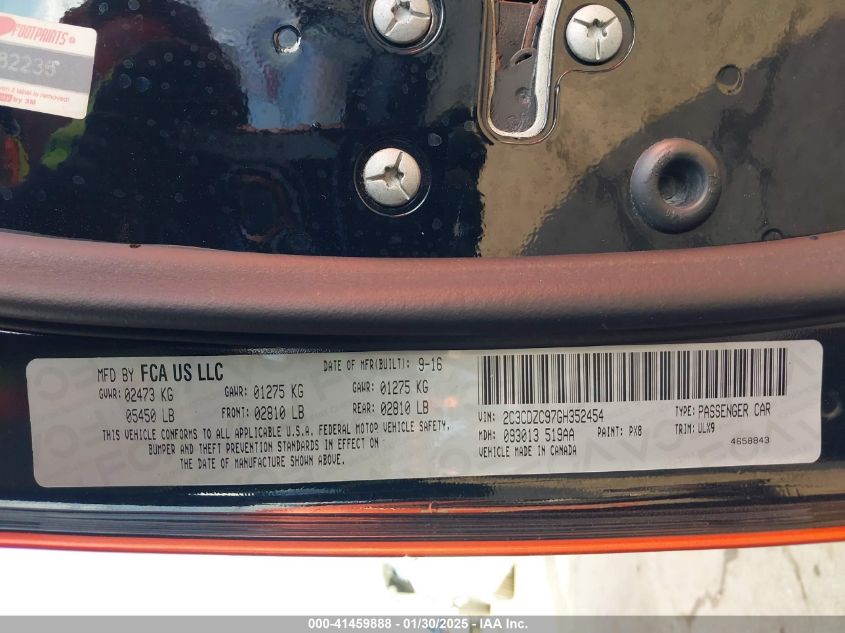 FOOTPRINTS®
by 3M
MFD BY FCA US LLC
DATE OF MFR(BUILT): 9-16
GVWR: 02473 KG
GAWR: 01275 KG
GAWR: 01275 KG
05450 LB
FRONT: 02810 LB
REAR: 02810 LB
THIS VEHICLE CONFORMS TO ALL APPLICABLE U.S.A. FEDERAL MOTOR VEHICLE SAFETY,
BUMPER AND THEFT PREVENTION STANDARDS IN EFFECT ON
THE DATE OF MANUFACTURE SHOWN ABOVE.
VIN: 2C3CDZC97GH352454
TYPE: PASSENGER CAR
MDH: 093013 519AA
PAINT: PX8
TRIM: ULX9
VEHICLE MADE IN CANADA
4658843
000-41459888 - 01/30/2025 - IAA Inc.